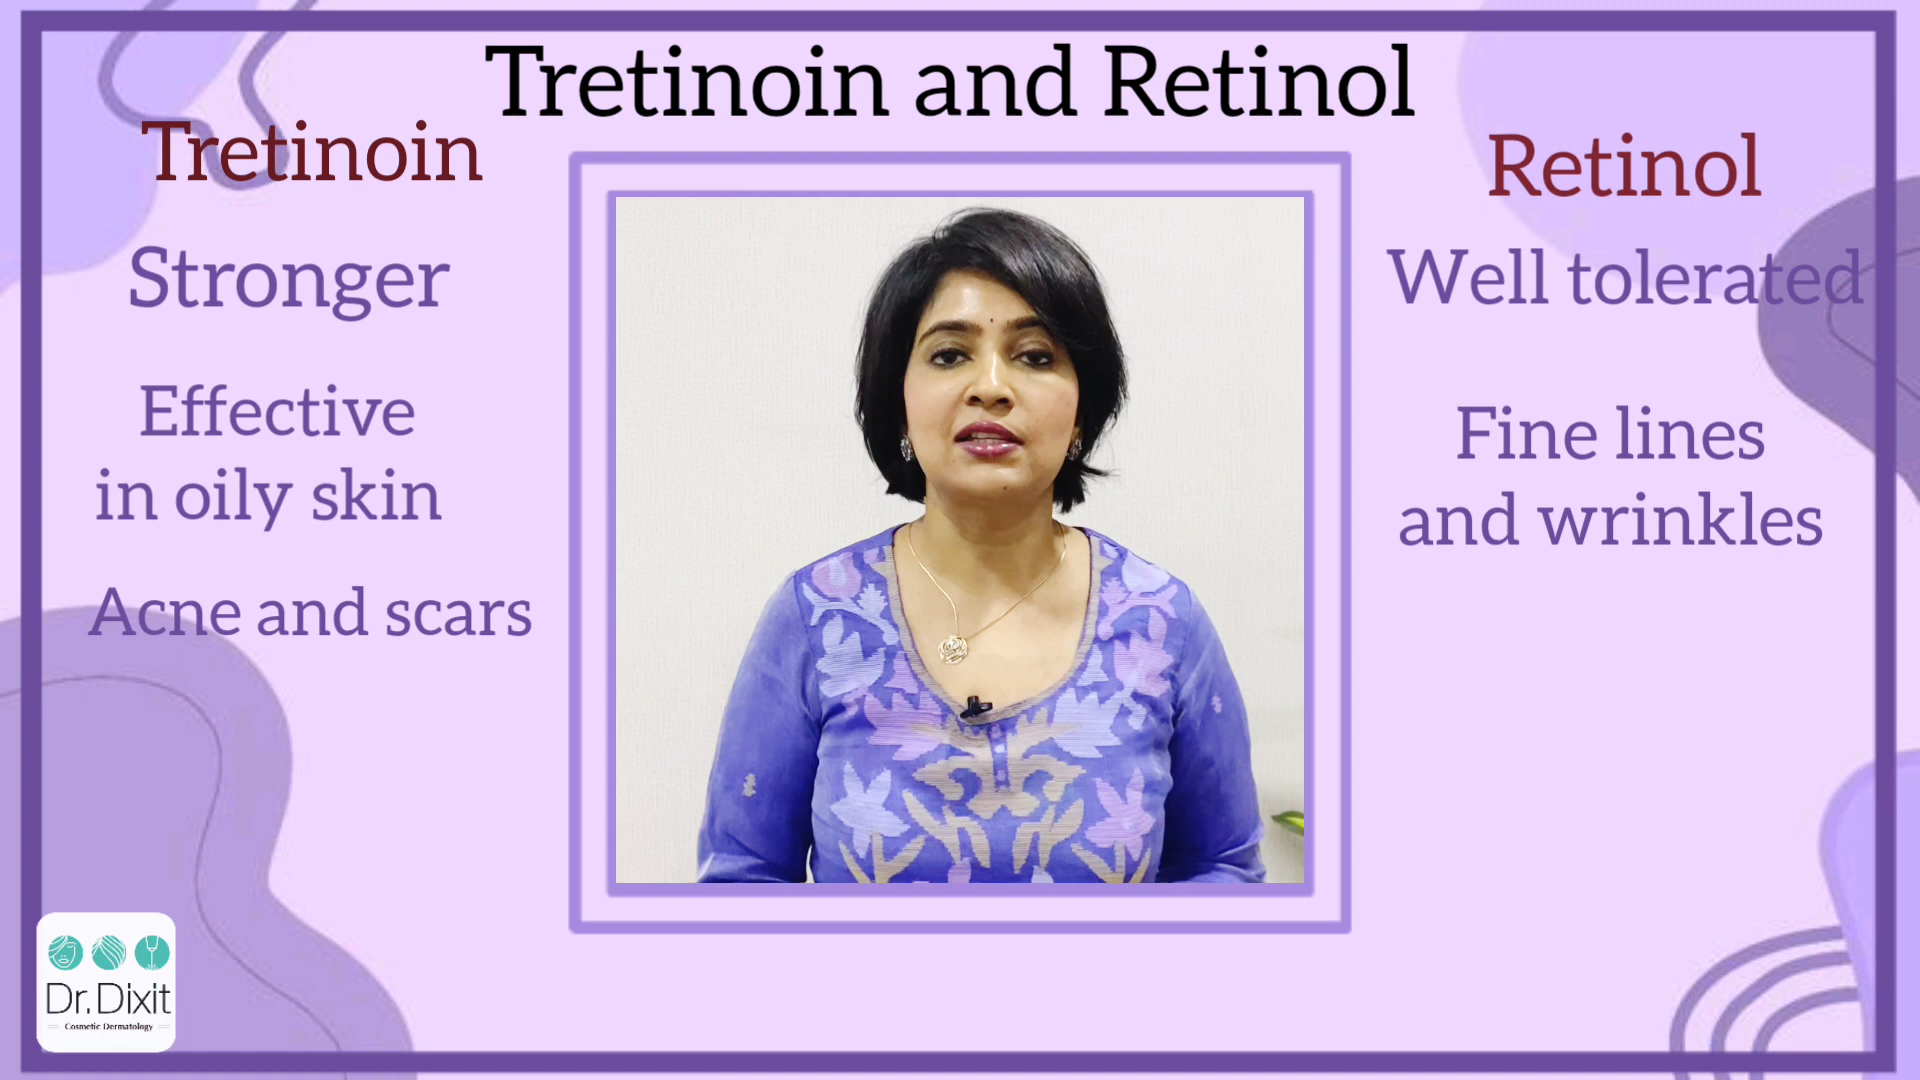 Tretinoin and Retinol
Tretinoin
Stronger
Effective
in oily skin
Acne and scars
Retinol
Well tolerated
Fine lines
and wrinkles
Dr. Dixit
Cosmetic Dermatology